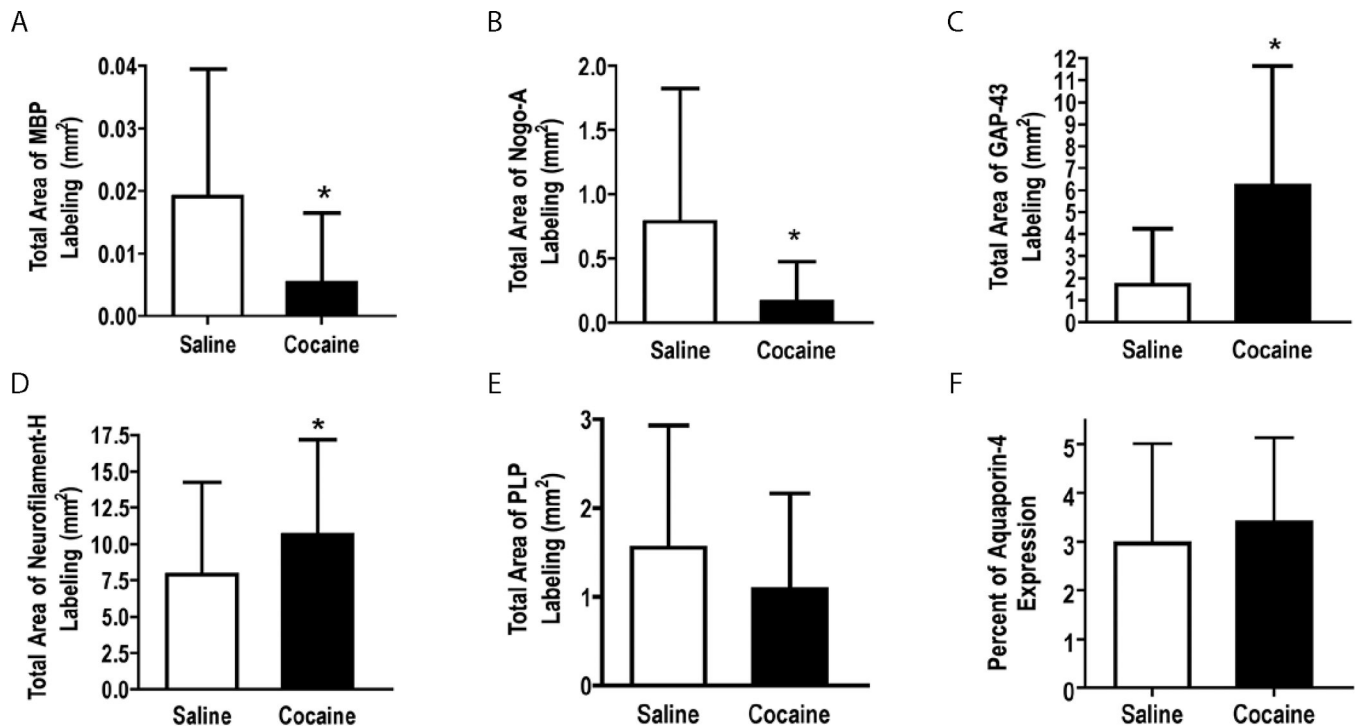 A
Total Area of MBP
Labeling (mm²)
0.04
0.03
0.02
0.01
0.00
*
Saline Cocaine
B
Total Area of Nogo-A
Labeling (mm²)
2.0
1.5
1.0
0.5
0.0
*
Saline Cocaine
C
Total Area of GAP-43
Labeling (mm²)
12
11
10
9
8
7
6
5
4
3
2
1
0
*
Saline Cocaine
D
Total Area of Neurofilament-H
Labeling (mm²)
17.5
15.0
12.5
10.0
7.5
5.0
2.5
0.0
*
Saline Cocaine
E
Total Area of PLP
Labeling (mm²)
3
2
1
0
Saline Cocaine
F
Percent of Aquaporin-4
Expression
5
4
3
2
1
0
Saline Cocaine